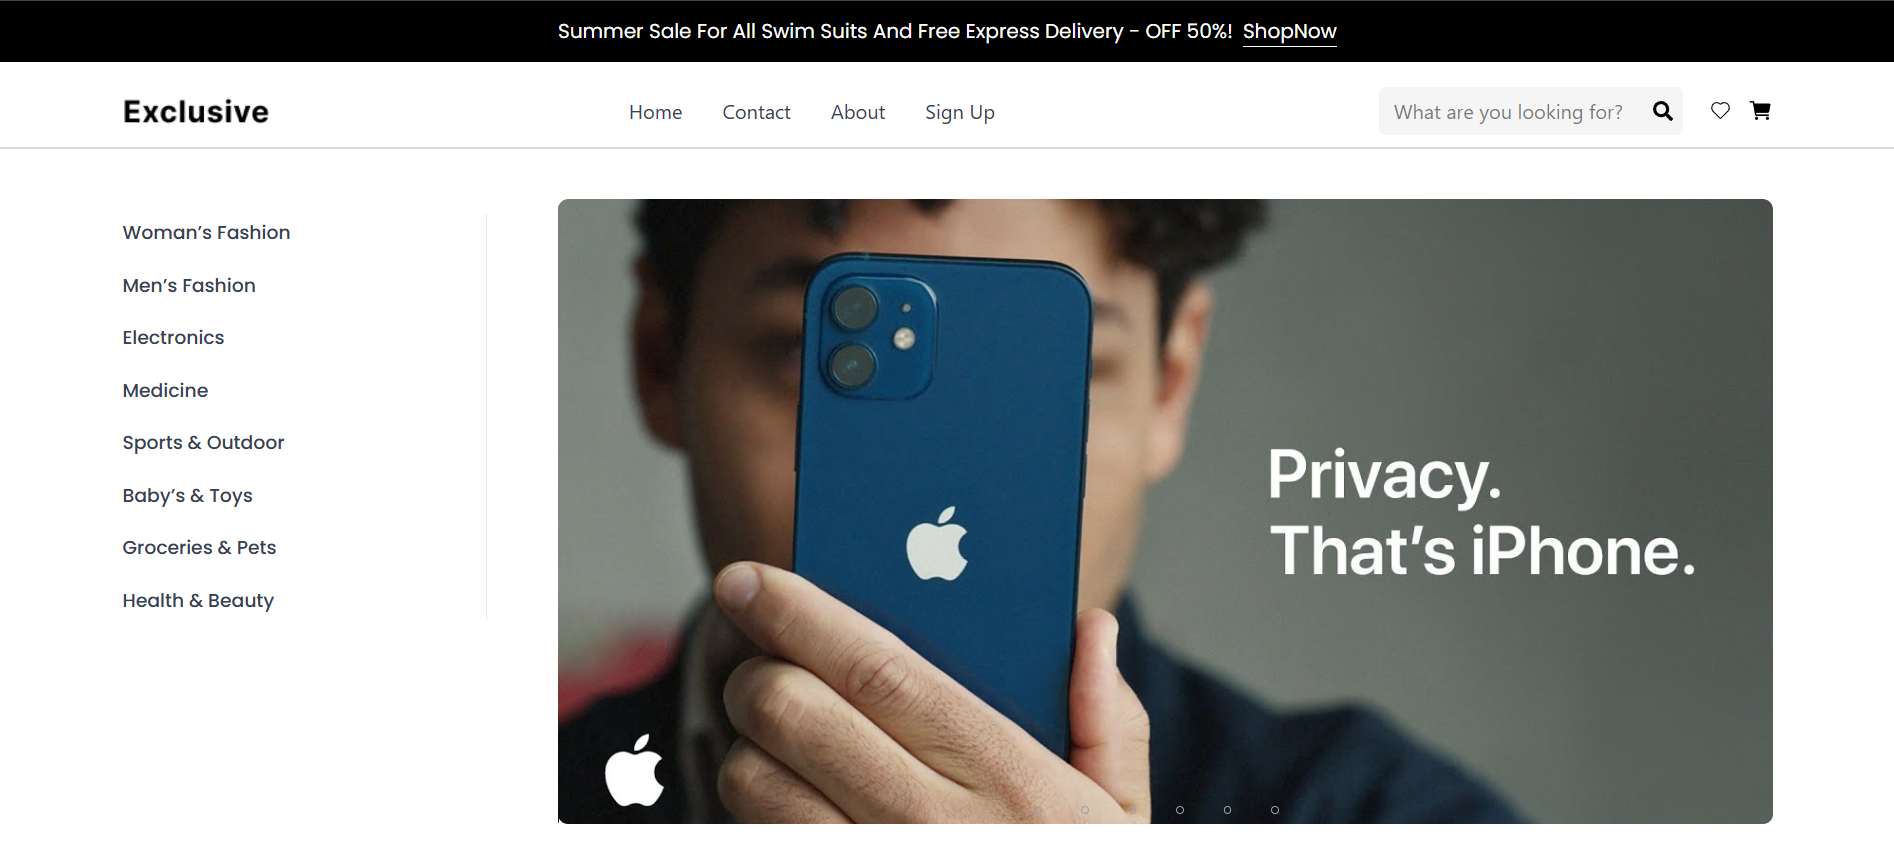 Summer Sale For All Swim Suits And Free Express Delivery - OFF 50%! ShopNow
Exclusive
Home
Contact
About
Sign Up
What are you looking for?
Woman’s Fashion
Men’s Fashion
Electronics
Medicine
Sports & Outdoor
Baby’s & Toys
Groceries & Pets
Health & Beauty
Privacy.
That’s iPhone.